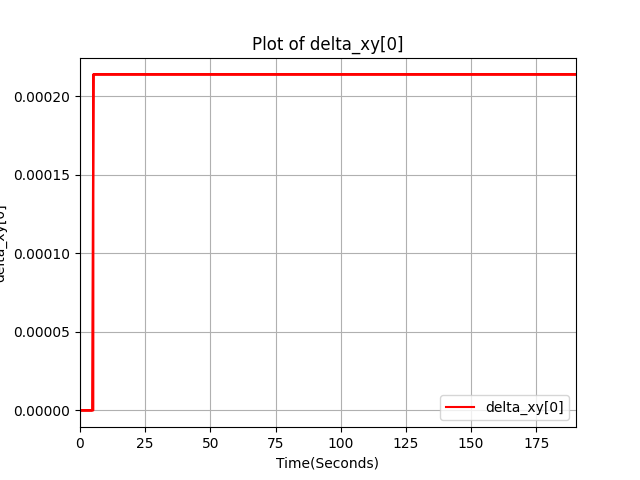 Plot of delta_xy[0]
delta_xy[0]
0.00020
0.00015
0.00010
0.00005
0.00000
0 25 50 75 100 125 150 175
Time(Seconds)
delta_xy[0]